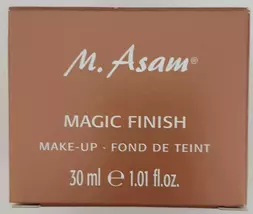 M. Asam®
MAGIC FINISH
MAKE-UP · FOND DE TEINT
30 ml ℮ 1.01 fl.oz.